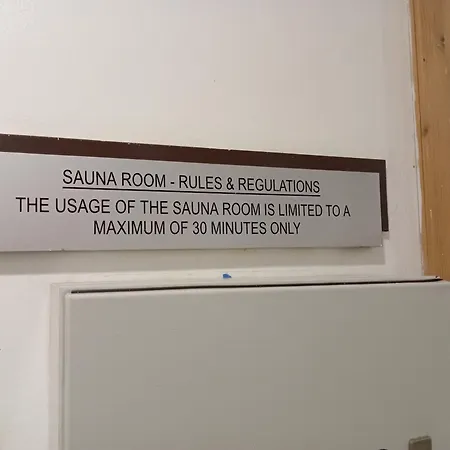 SAUNA ROOM - RULES & REGULATIONS
THE USAGE OF THE SAUNA ROOM IS LIMITED TO A
MAXIMUM OF 30 MINUTES ONLY